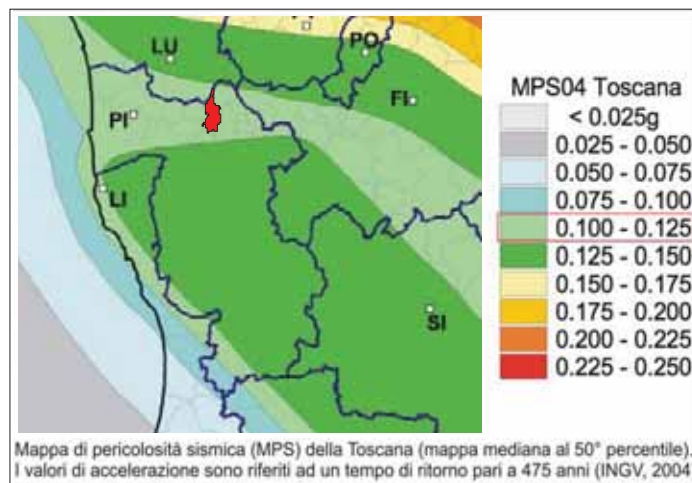 LU
PO
FI
PI
LI
SI
MPS04 Toscana
< 0.025g
0.025 - 0.050
0.050 - 0.075
0.075 - 0.100
0.100 - 0.125
0.125 - 0.150
0.150 - 0.175
0.175 - 0.200
0.200 - 0.225
0.225 - 0.250
Mappa di pericolosità sismica (MPS) della Toscana (mappa mediana al 50° percentile).
I valori di accelerazione sono riferiti ad un tempo di ritorno pari a 475 anni (INGV, 2004